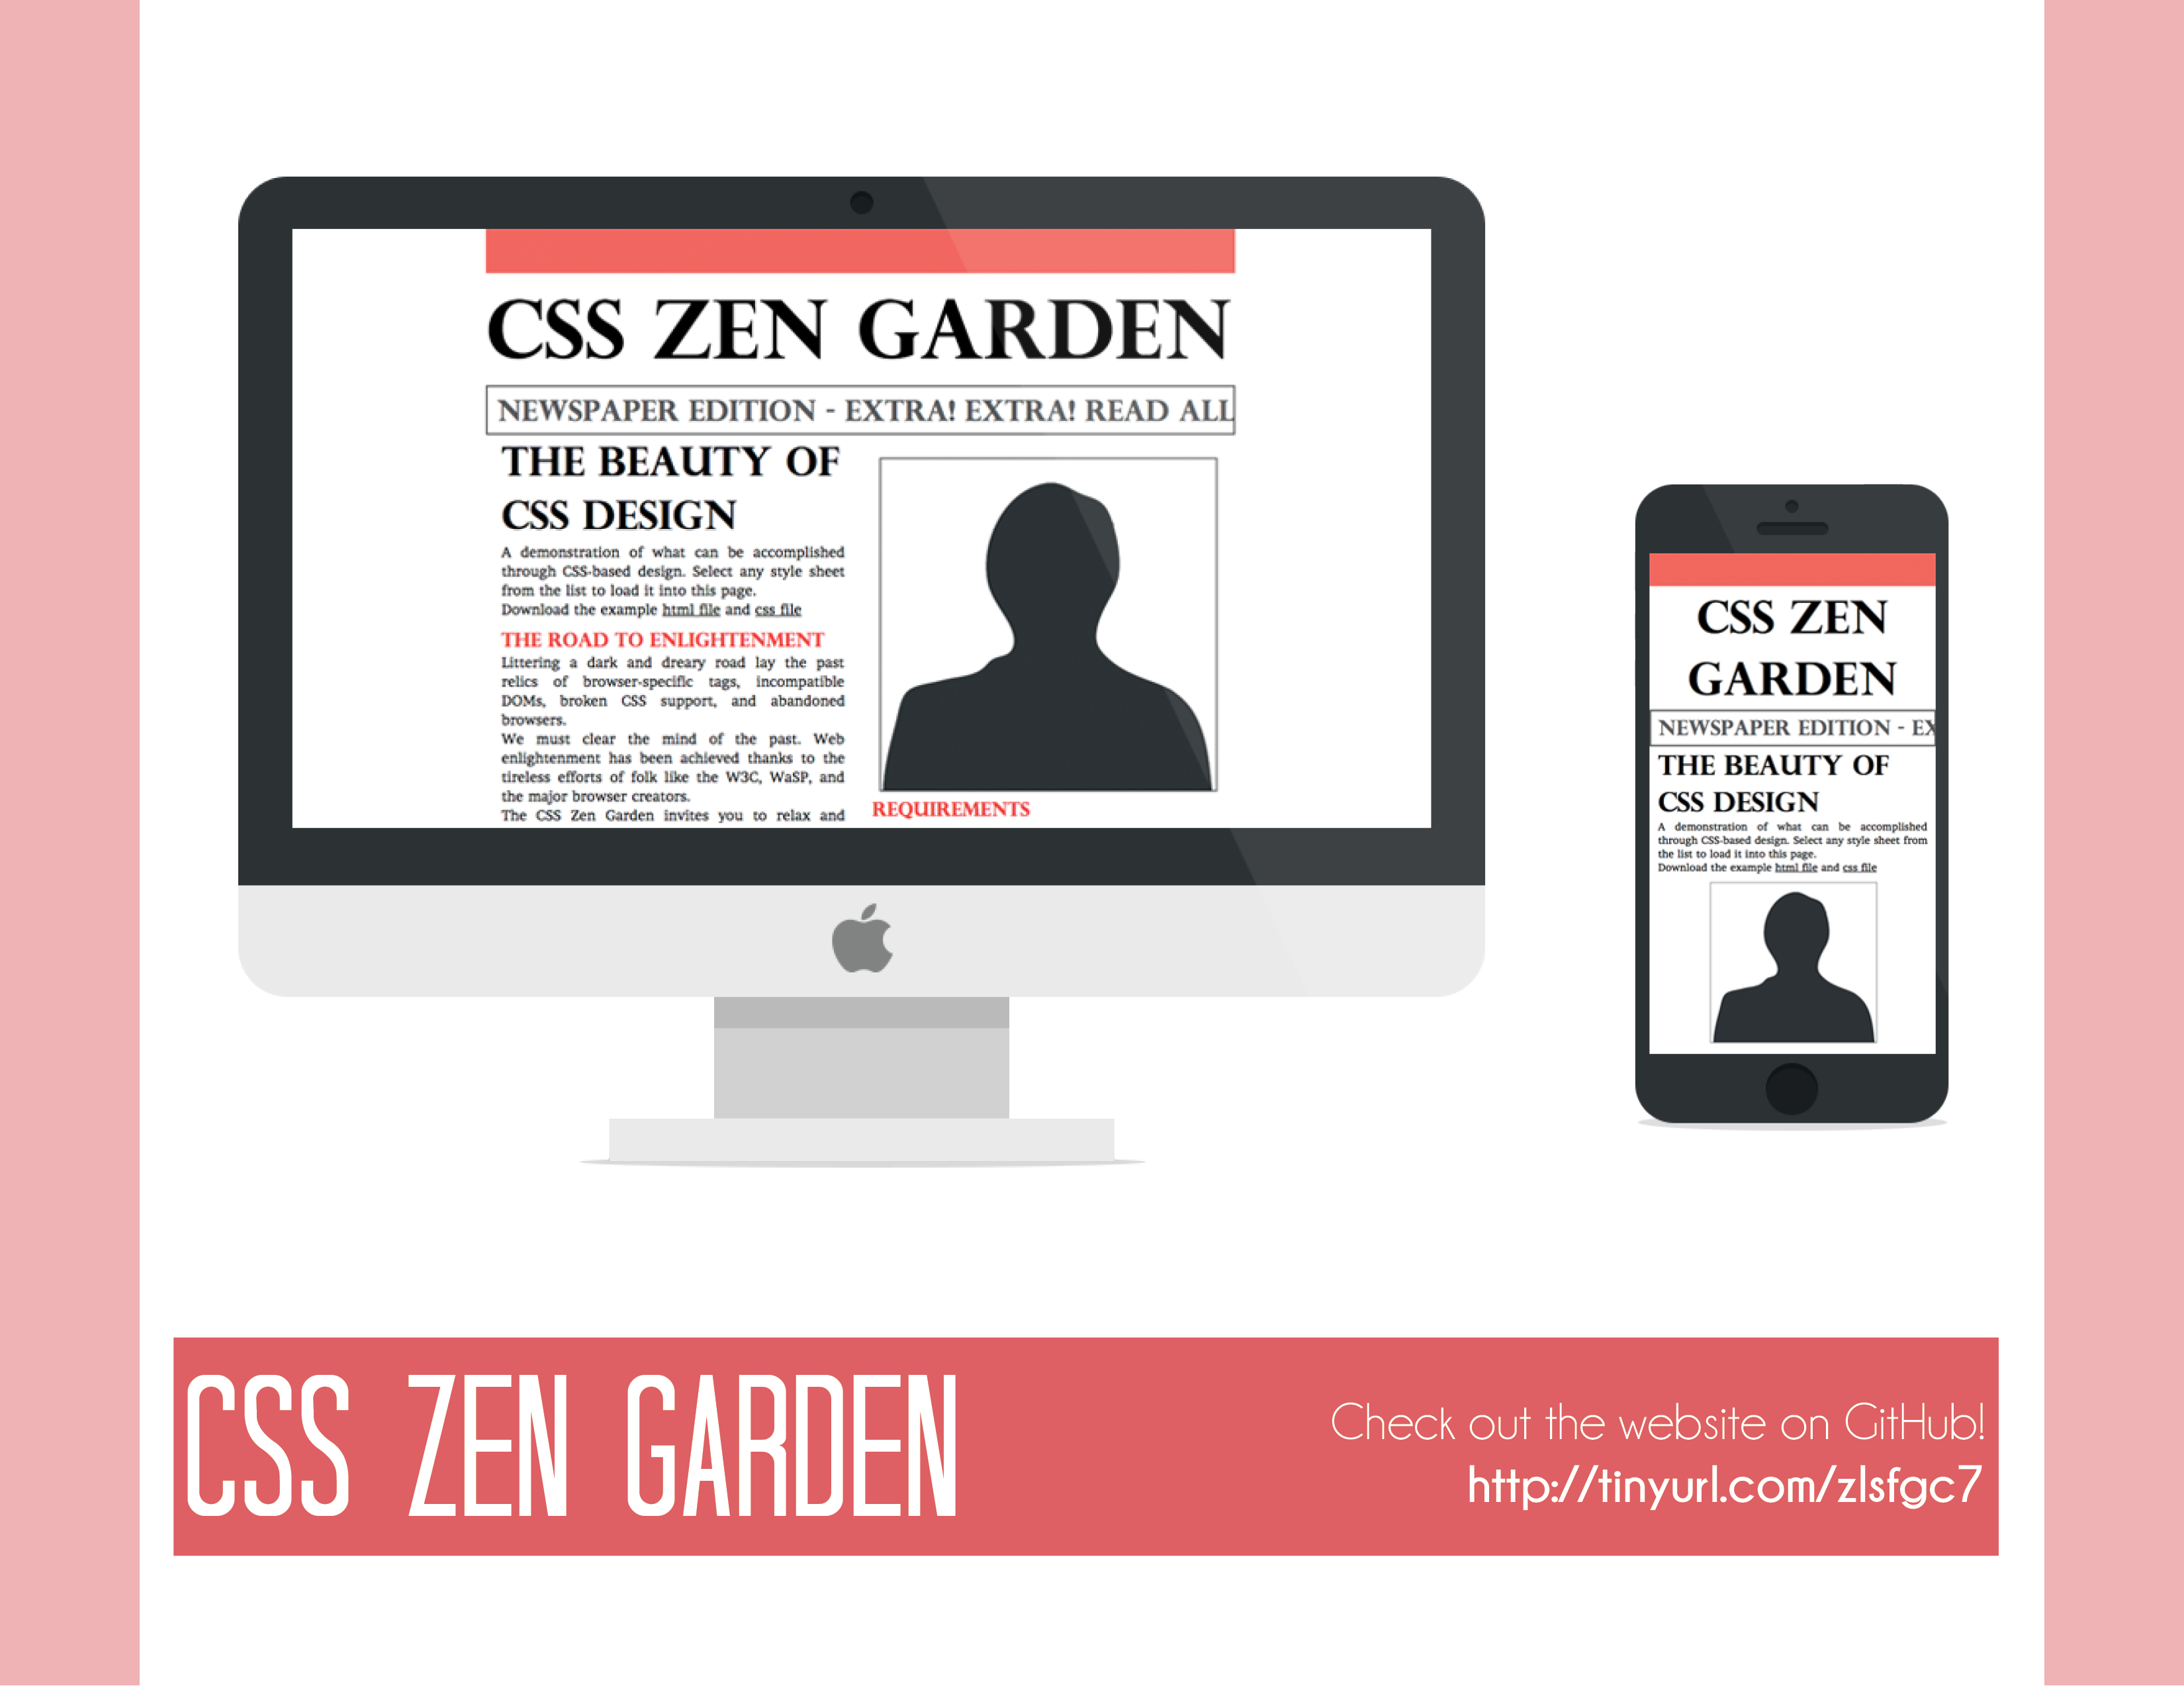 CSS ZEN GARDEN
NEWSPAPER EDITION - EXTRA! EXTRA! READ ALL
THE BEAUTY OF
CSS DESIGN
A demonstration of what can be accomplished
through CSS-based design. Select any style sheet
from the list to load it into this page.
Download the example html file and css file
THE ROAD TO ENLIGHTENMENT
Littering a dark and dreary road lay the past
relics of browser-specific tags, incompatible
DOMs, broken CSS support, and abandoned
browsers.
We must clear the mind of the past. Web
enlightenment has been achieved thanks to the
tireless efforts of folk like the W3C, WaSP, and
the major browser creators.
The CSS Zen Garden invites you to relax and
REQUIREMENTS
CSS ZEN
GARDEN
NEWSPAPER EDITION - EX
THE BEAUTY OF
CSS DESIGN
A demonstration of what can be accomplished
through CSS-based design. Select any style sheet from
the list to load it into this page.
Download the example html file and css file
CSS ZEN GARDEN
Check out the website on GitHub!
http://tinyurl.com/zlsfgc7